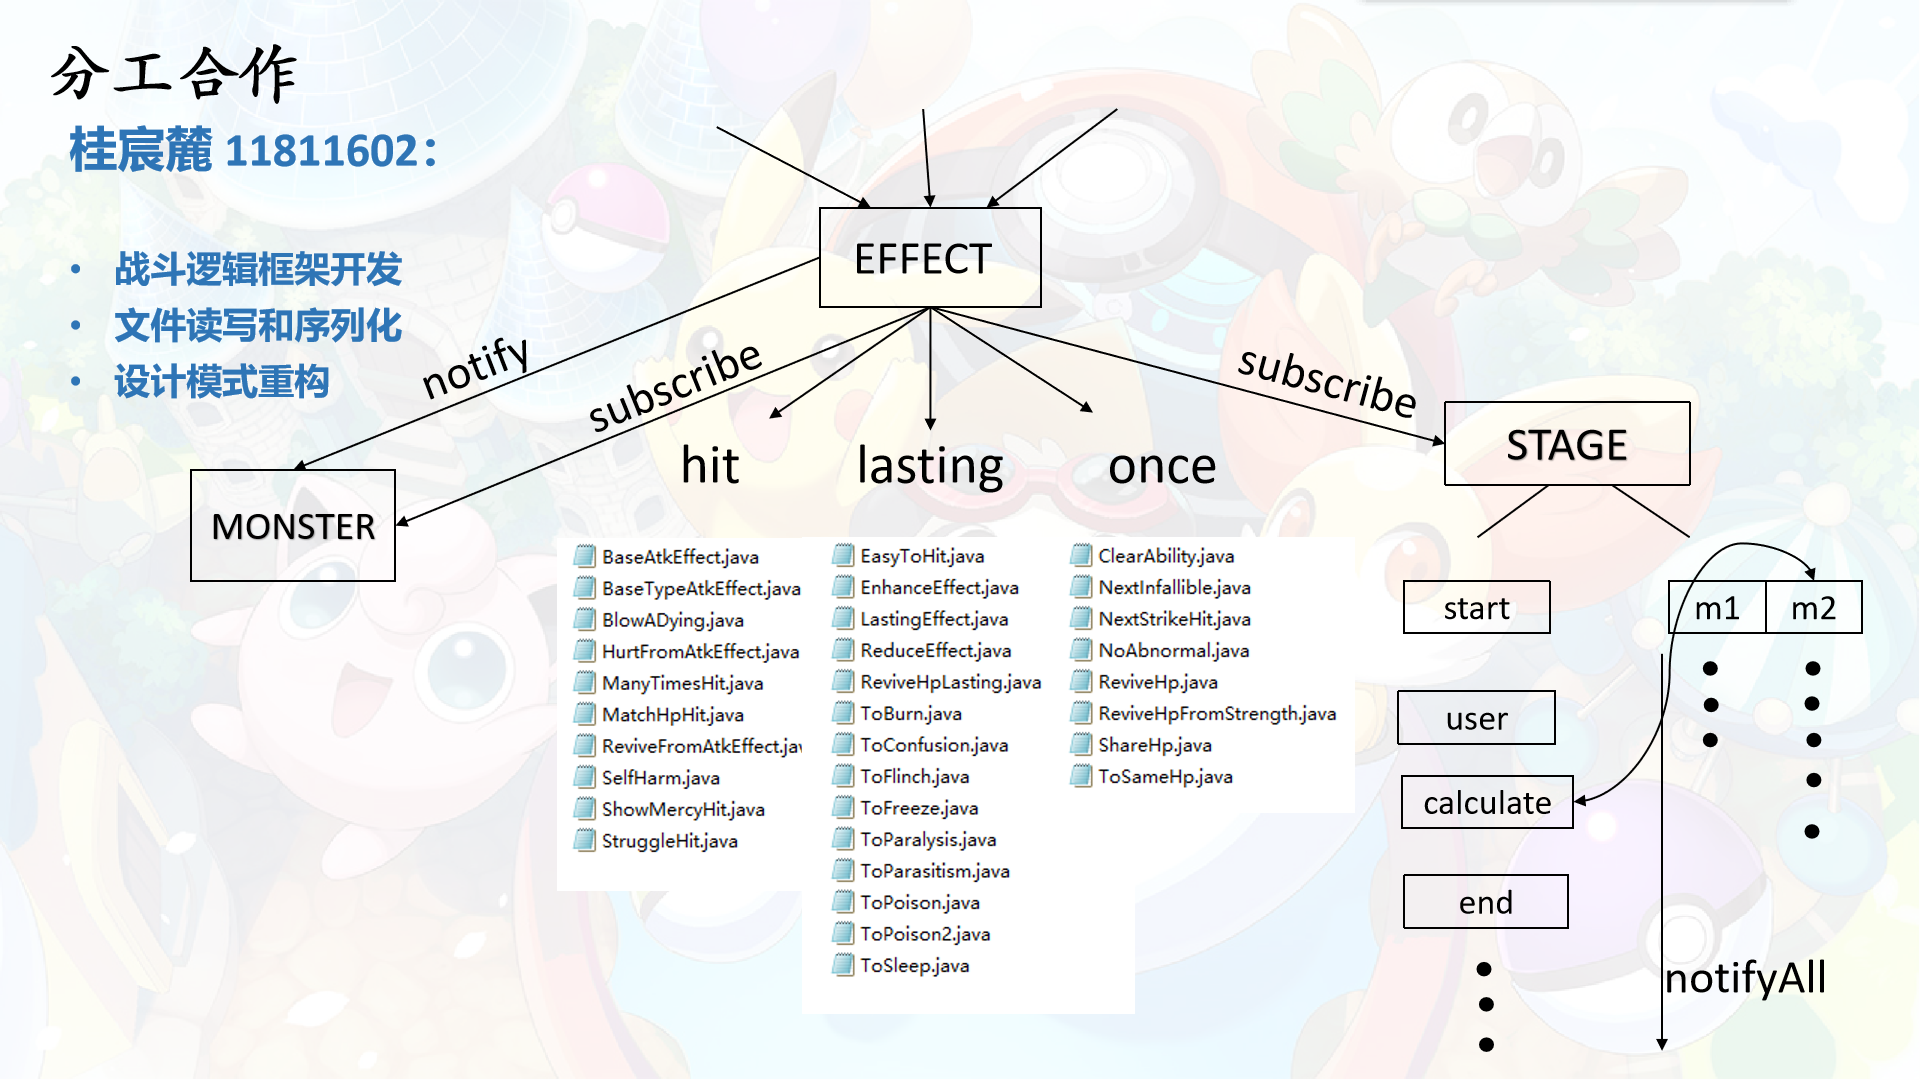 分工合作
桂宸麓 11811602：
• 战斗逻辑框架开发
• 文件读写和序列化
• 设计模式重构
EFFECT
notify
subscribe
subscribe
MONSTER
hit
lasting
once
STAGE
BaseAtkEffect.java
BaseTypeAtkEffect.java
BlowADying.java
HurtFromAtkEffect.java
ManyTimesHit.java
MatchHpHit.java
ReviveFromAtkEffect.jav
SelfHarm.java
ShowMercyHit.java
StruggleHit.java
EasyToHit.java
EnhanceEffect.java
LastingEffect.java
ReduceEffect.java
ReviveHpLasting.java
ToBurn.java
ToConfusion.java
ToFlinch.java
ToFreeze.java
ToParalysis.java
ToParasitism.java
ToPoison.java
ToPoison2.java
ToSleep.java
ClearAbility.java
NextInfallible.java
NextStrikeHit.java
NoAbnormal.java
ReviveHp.java
ReviveHpFromStrength.java
ShareHp.java
ToSameHp.java
start
user
calculate
end
m1
m2
notifyAll